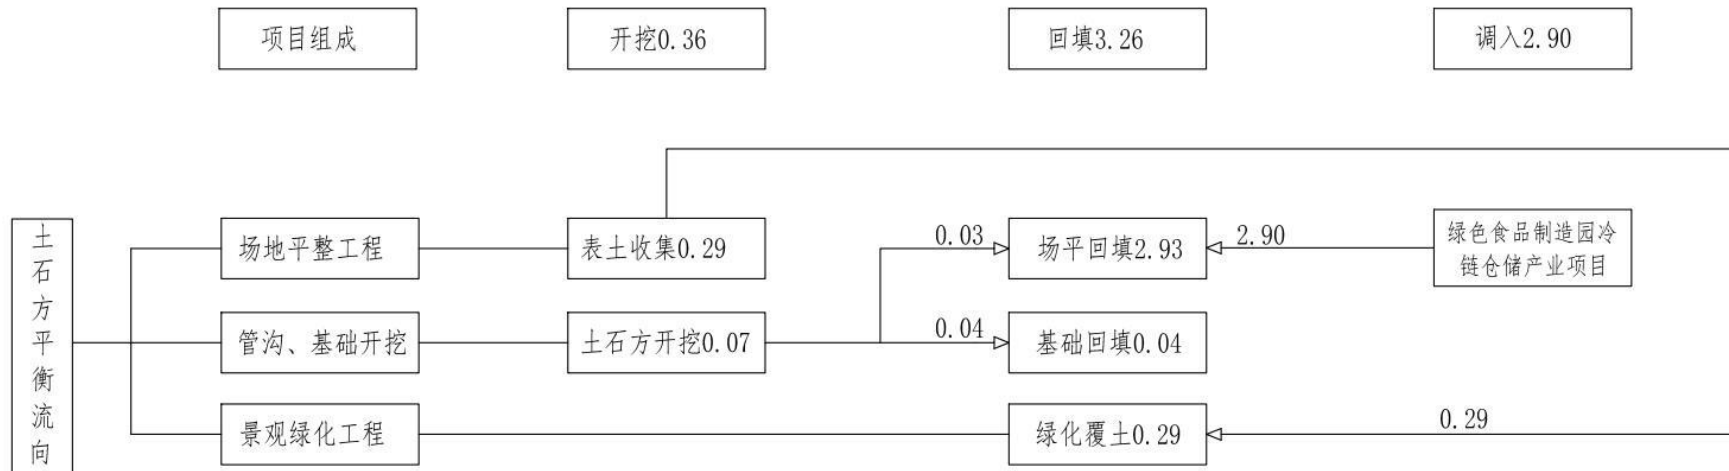 项目组成
开挖0.36
回填3.26
调入2.90
土石方平衡流向
场地平整工程
表土收集0.29
0.03
场平回填2.93
2.90
绿色食品制造园冷
链仓储产业项目
管沟、基础开挖
土石方开挖0.07
0.04
基础回填0.04
景观绿化工程
绿化覆土0.29
0.29